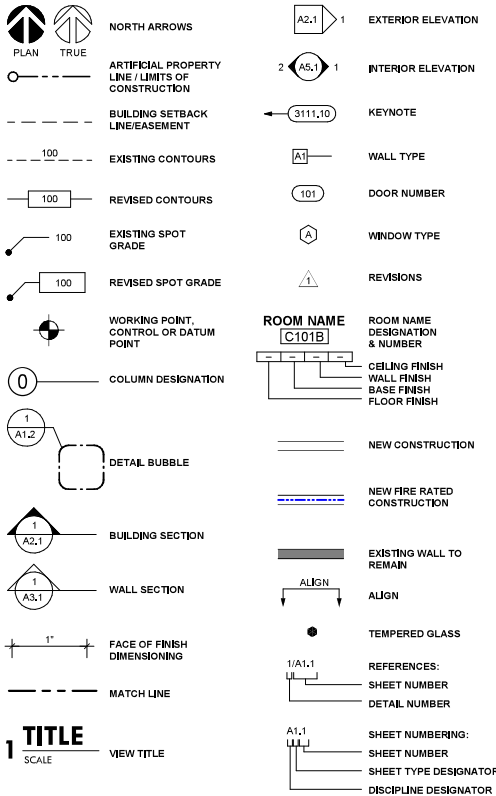 PLAN TRUE
NORTH ARROWS
ARTIFICIAL PROPERTY
LINE / LIMITS OF
CONSTRUCTION
BUILDING SETBACK
LINE/EASEMENT
100
EXISTING CONTOURS
100
REVISED CONTOURS
100
EXISTING SPOT
GRADE
100
REVISED SPOT GRADE
WORKING POINT,
CONTROL OR DATUM
POINT
0
COLUMN DESIGNATION
1
A1.2
DETAIL BUBBLE
1
A2.1
BUILDING SECTION
1
A3.1
WALL SECTION
1"
FACE OF FINISH
DIMENSIONING
MATCH LINE
1 TITLE
SCALE
VIEW TITLE
A2.1 1
EXTERIOR ELEVATION
2 A5.1 1
INTERIOR ELEVATION
3111.10
KEYNOTE
A1
WALL TYPE
101
DOOR NUMBER
A
WINDOW TYPE
1
REVISIONS
ROOM NAME
C101B
ROOM NAME
DESIGNATION
& NUMBER
- - - -
CEILING FINISH
WALL FINISH
BASE FINISH
FLOOR FINISH
NEW CONSTRUCTION
NEW FIRE RATED
CONSTRUCTION
EXISTING WALL TO
REMAIN
ALIGN
ALIGN
TEMPERED GLASS
1/A1.1
REFERENCES:
SHEET NUMBER
DETAIL NUMBER
A1.1
SHEET NUMBERING:
SHEET NUMBER
SHEET TYPE DESIGNATOR
DISCIPLINE DESIGNATOR